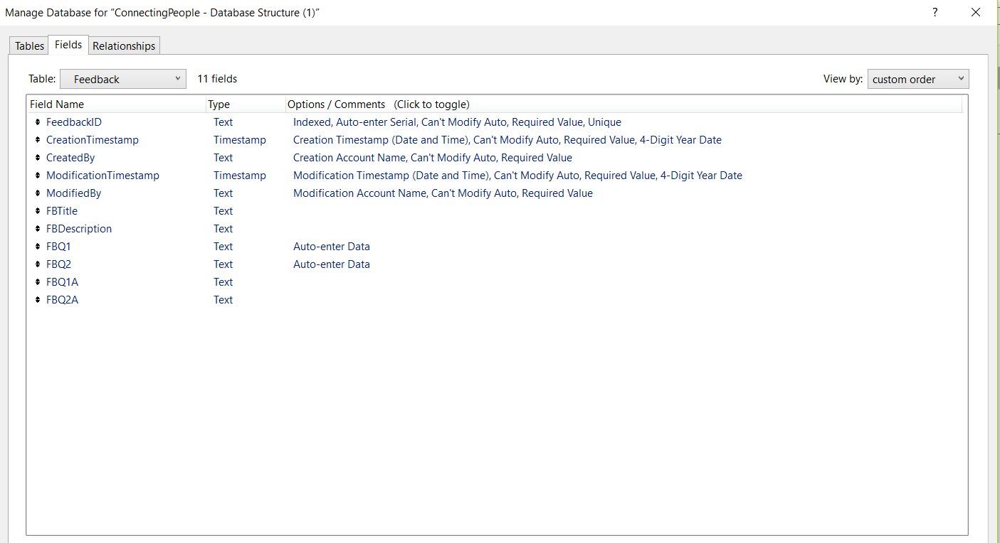 Manage Database for “ConnectingPeople - Database Structure (1)” ?
Tables Fields Relationships
Table: Feedback 11 fields View by: custom order
Field Name Type Options / Comments (Click to toggle)
FeedbackID Text Indexed, Auto-enter Serial, Can't Modify Auto, Required Value, Unique
CreationTimestamp Timestamp Creation Timestamp (Date and Time), Can't Modify Auto, Required Value, 4-Digit Year Date
CreatedBy Text Creation Account Name, Can't Modify Auto, Required Value
ModificationTimestamp Timestamp Modification Timestamp (Date and Time), Can't Modify Auto, Required Value, 4-Digit Year Date
ModifiedBy Text Modification Account Name, Can't Modify Auto, Required Value
FBTitle Text
FBDescription Text
FBQ1 Text Auto-enter Data
FBQ2 Text Auto-enter Data
FBQ1A Text
FBQ2A Text